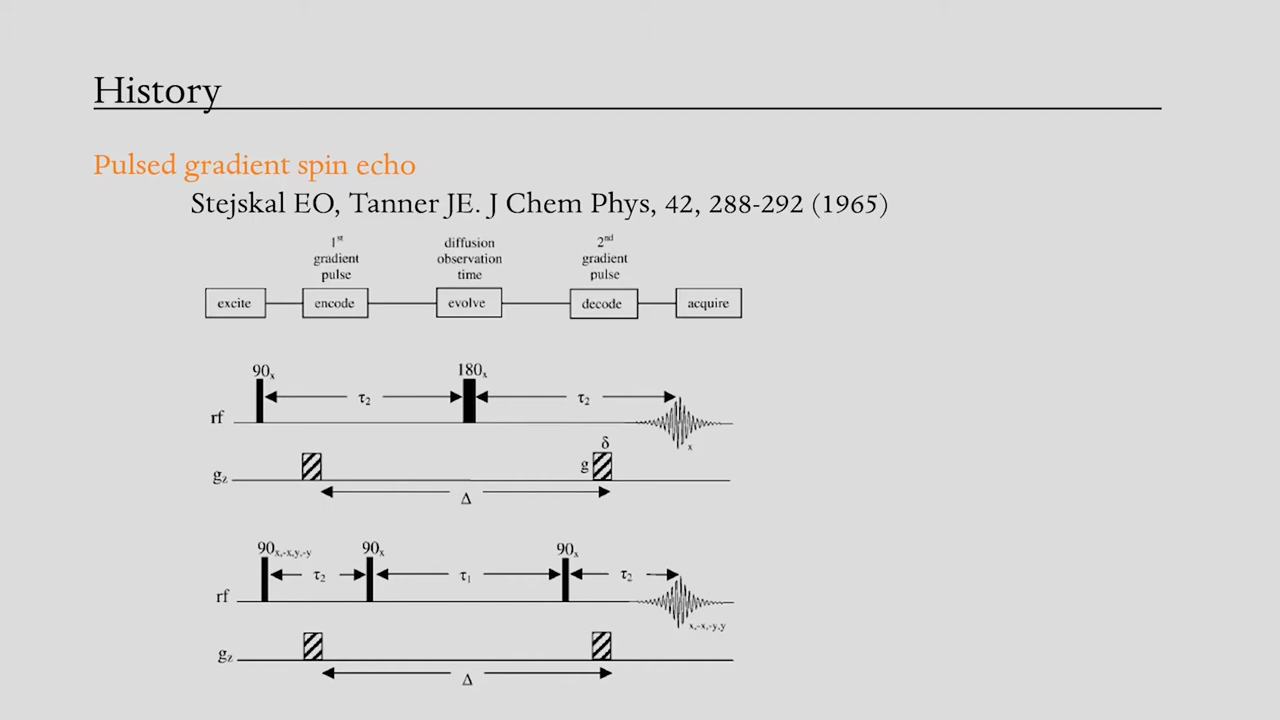 History
Pulsed gradient spin echo
Stejskal EO, Tanner JE. J Chem Phys, 42, 288-292 (1965)
1st gradient pulse
diffusion observation time
2nd gradient pulse
excite encode evolve decode acquire
90x 180x
τ2 τ2
rf
x
δ
g
gz
Δ
90x,-x,y,-y 90x 90x
τ2 τ1 τ2
rf
x,-x,-y,y
gz
Δ